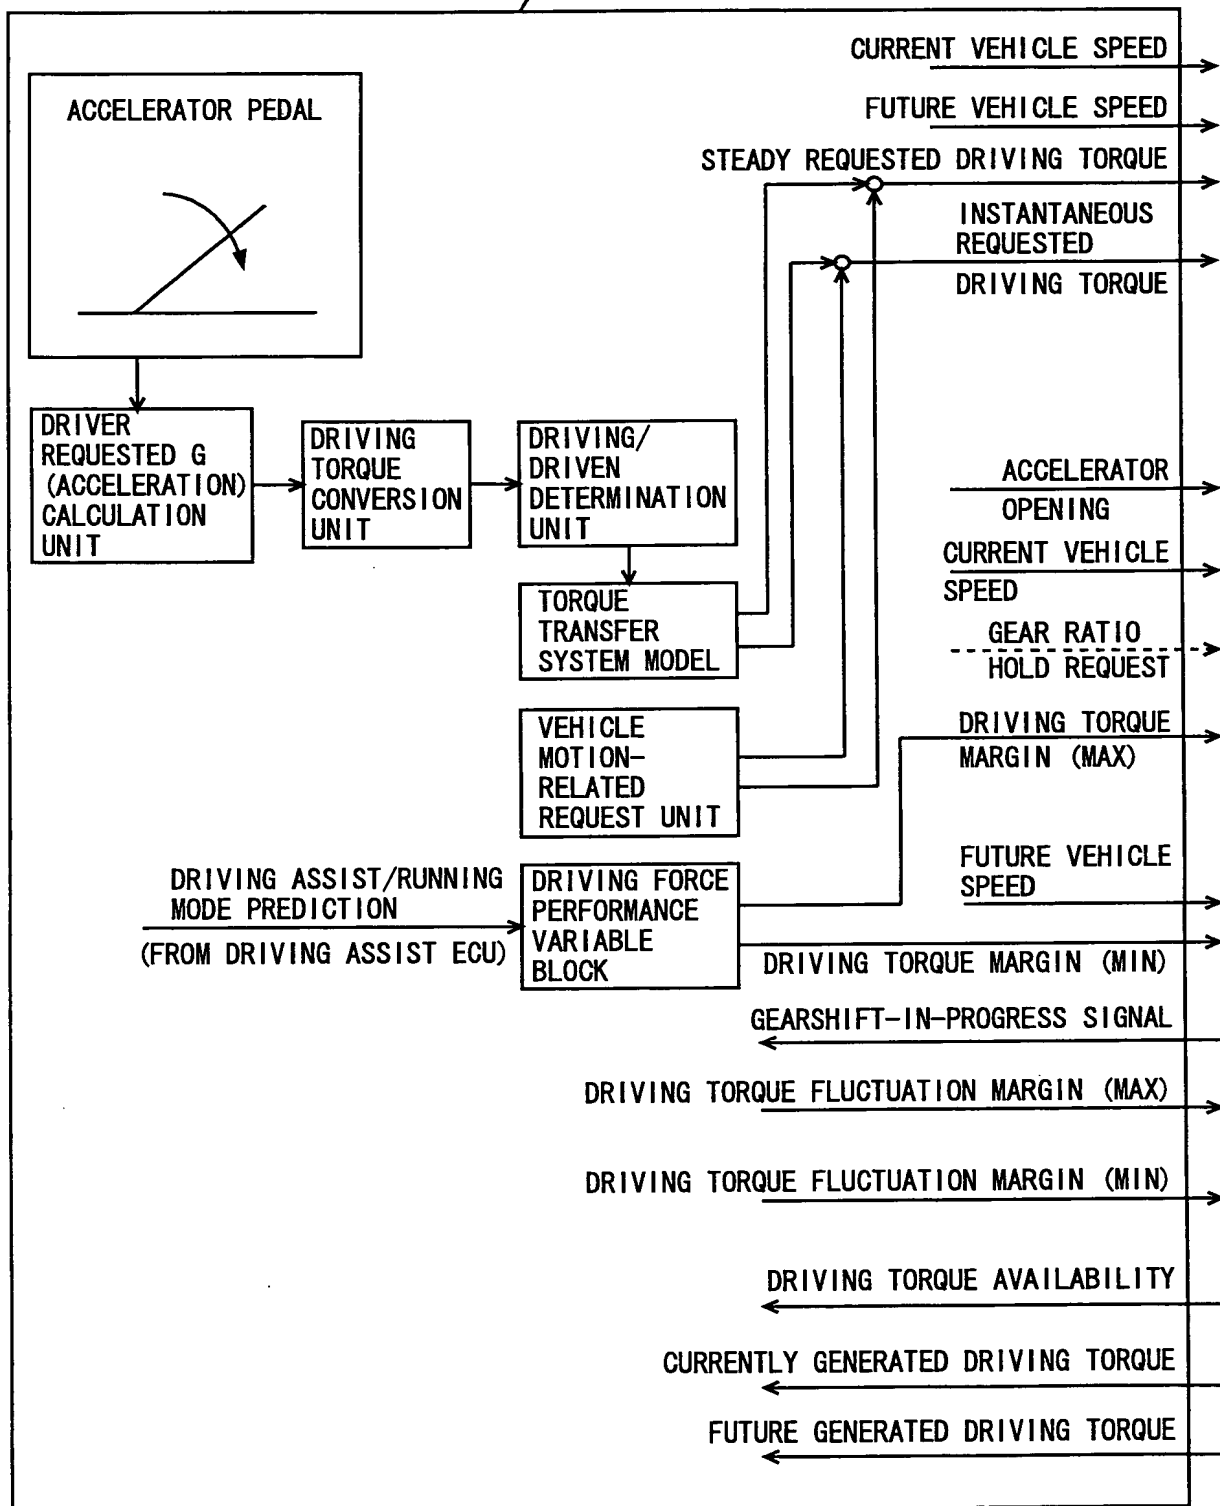 CURRENT VEHICLE SPEED
ACCELERATOR PEDAL
FUTURE VEHICLE SPEED
STEADY REQUESTED DRIVING TORQUE
INSTANTANEOUS
REQUESTED
DRIVING TORQUE
DRIVER
REQUESTED G
(ACCELERATION)
CALCULATION
UNIT
DRIVING
TORQUE
CONVERSION
UNIT
DRIVING/
DRIVEN
DETERMINATION
UNIT
ACCELERATOR
OPENING
CURRENT VEHICLE
SPEED
TORQUE
TRANSFER
SYSTEM MODEL
GEAR RATIO
HOLD REQUEST
VEHICLE
MOTION-
RELATED
REQUEST UNIT
DRIVING TORQUE
MARGIN (MAX)
DRIVING ASSIST/RUNNING
MODE PREDICTION
(FROM DRIVING ASSIST ECU)
DRIVING FORCE
PERFORMANCE
VARIABLE
BLOCK
FUTURE VEHICLE
SPEED
DRIVING TORQUE MARGIN (MIN)
GEARSHIFT-IN-PROGRESS SIGNAL
DRIVING TORQUE FLUCTUATION MARGIN (MAX)
DRIVING TORQUE FLUCTUATION MARGIN (MIN)
DRIVING TORQUE AVAILABILITY
CURRENTLY GENERATED DRIVING TORQUE
FUTURE GENERATED DRIVING TORQUE